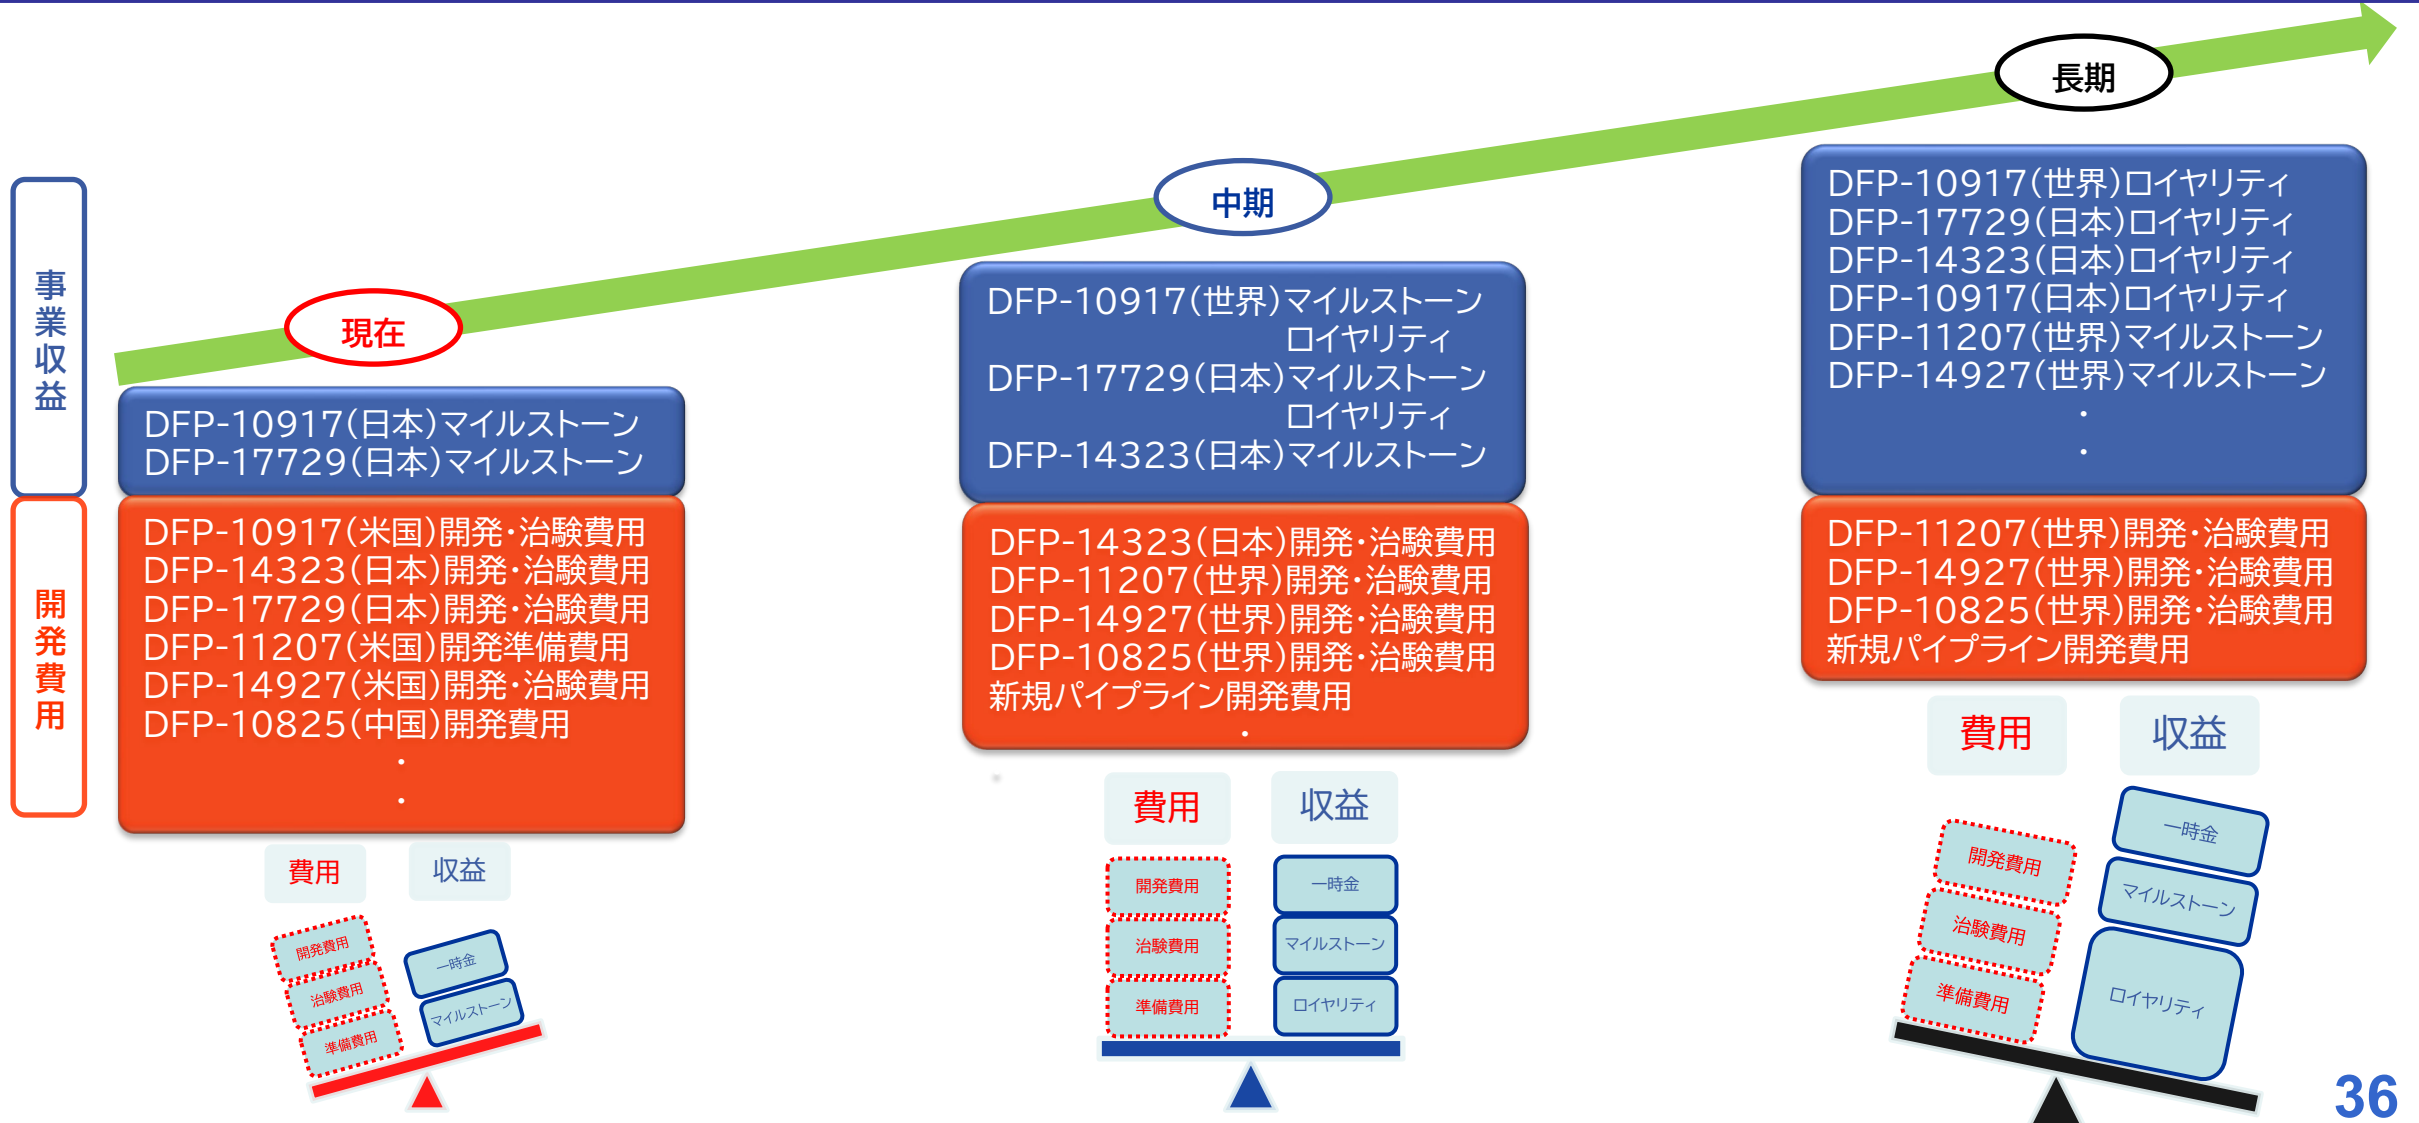 長期
中期
現在
事業収益
開発費用
DFP-10917(日本)マイルストーン
DFP-17729(日本)マイルストーン
DFP-10917(米国)開発・治験費用
DFP-14323(日本)開発・治験費用
DFP-17729(日本)開発・治験費用
DFP-11207(米国)開発準備費用
DFP-14927(米国)開発・治験費用
DFP-10825(中国)開発費用
・
・
費用
収益
開発費用
治験費用
準備費用
一時金
マイルストーン
DFP-10917(世界)マイルストーン
ロイヤリティ
DFP-17729(日本)マイルストーン
ロイヤリティ
DFP-14323(日本)マイルストーン
DFP-14323(日本)開発・治験費用
DFP-11207(世界)開発・治験費用
DFP-14927(世界)開発・治験費用
DFP-10825(世界)開発・治験費用
新規パイプライン開発費用
・
費用
収益
開発費用
治験費用
準備費用
一時金
マイルストーン
ロイヤリティ
DFP-10917(世界)ロイヤリティ
DFP-17729(日本)ロイヤリティ
DFP-14323(日本)ロイヤリティ
DFP-10917(日本)ロイヤリティ
DFP-11207(世界)マイルストーン
DFP-14927(世界)マイルストーン
・
・
DFP-11207(世界)開発・治験費用
DFP-14927(世界)開発・治験費用
DFP-10825(世界)開発・治験費用
新規パイプライン開発費用
費用
収益
開発費用
治験費用
準備費用
一時金
マイルストーン
ロイヤリティ
36